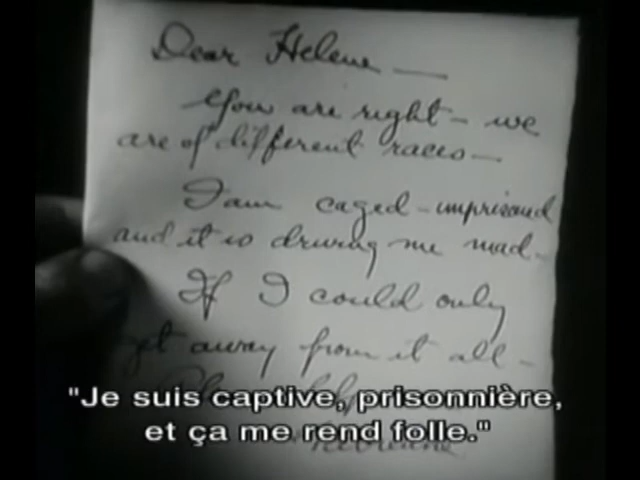 Dear Helene —
You are right — we
are of different races —
I am caged — imprisoned
and it is driving me mad —
If I could only
get away from it all —
"Je suis captive, prisonnière,
et ça me rend folle."